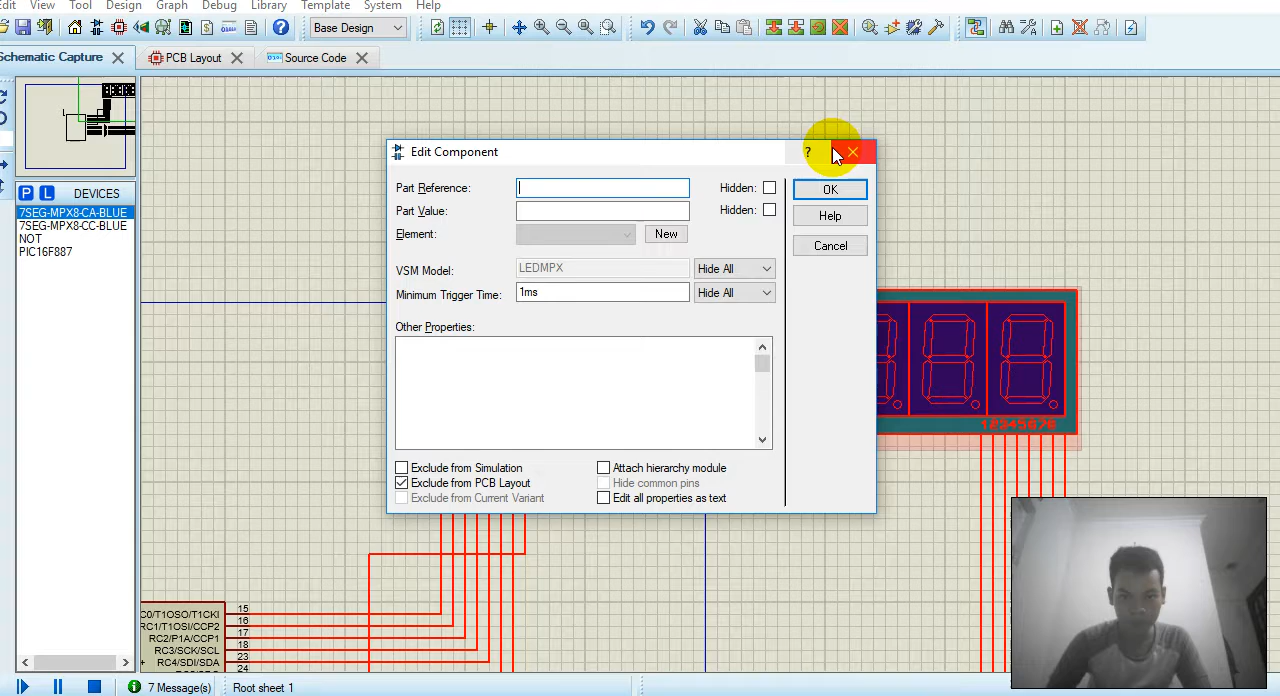 Edit View Tool Design Graph Debug Library Template System Help
Base Design
Schematic Capture PCB Layout Source Code
P L DEVICES
7SEG-MPX8-CA-BLUE
7SEG-MPX8-CC-BLUE
NOT
PIC16F887
Edit Component ?
Part Reference: Hidden:
Part Value: Hidden:
Element: New
VSM Model: LEDMPX Hide All
Minimum Trigger Time: 1ms Hide All
Other Properties:
Exclude from Simulation
Exclude from PCB Layout
Exclude from Current Variant
Attach hierarchy module
Hide common pins
Edit all properties as text
OK
Help
Cancel
12345678
RC0/T1OSO/T1CKI 15
RC1/T1OSI/CCP2 16
RC2/P1A/CCP1 17
RC3/SCK/SCL 18
RC4/SDI/SDA 23
24
7 Message(s) Root sheet 1